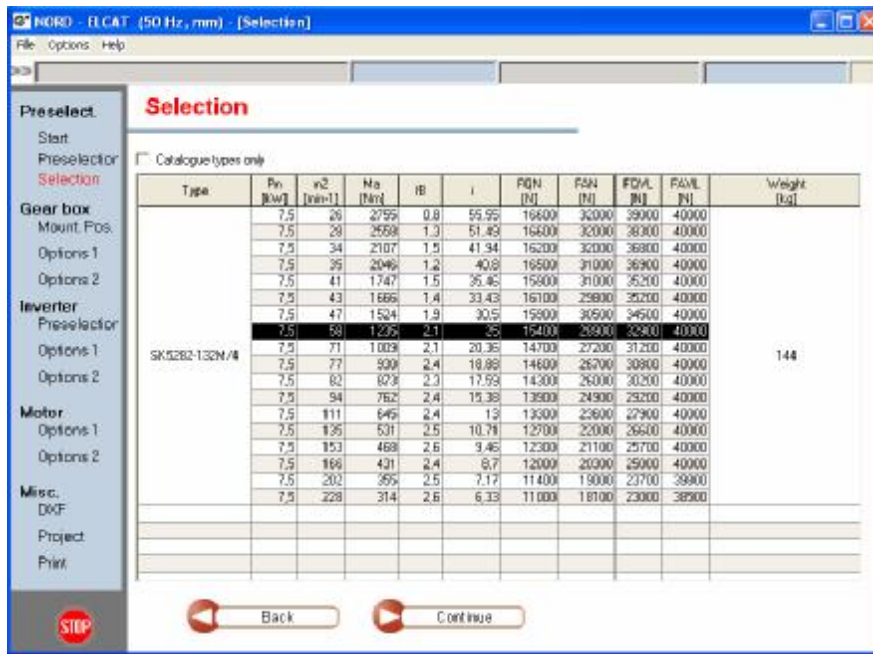 NORD - ELCAT (50 Hz, mm) - [Selection]
File Options Help
Preselect.
Start
Preselection
Selection
Gear box
Mount. Pos.
Options 1
Options 2
Inverter
Preselection
Options 1
Options 2
Motor
Options 1
Options 2
Misc.
DXF
Project
Print
STOP
Selection
Catalogue types only
Type Pn [kW] n2 [min-1] Ma [Nm] fB i FQN [N] FAN [N] FQVL [N] FAVL [N] Weight [kg]
7,5 26 2755 0.8 55,95 16600 32000 39000 40000
7,5 28 2558 1.3 51,49 16600 32000 38300 40000
7,5 34 2107 1.5 41,94 16200 32000 36800 40000
7,5 35 2046 1.2 40,8 16500 31000 36900 40000
7,5 41 1747 1.5 35,46 15900 31000 35200 40000
7,5 43 1666 1,4 33,43 16100 29800 35200 40000
7,5 47 1524 1,9 30,5 15900 30500 34500 40000
7,5 58 1235 2.1 25 15400 28900 32900 40000
7,5 71 1009 2,1 20,36 14700 27200 31200 40000
SK5282-132M/4 144
7,5 77 930 2.4 18,88 14600 26700 30800 40000
7,5 82 873 2.3 17,59 14300 26000 30200 40000
7,5 94 762 2.4 15,38 13900 24900 29200 40000
7,5 111 645 2.4 13 13300 23600 27900 40000
7,5 135 531 2.5 10,71 12700 22000 26600 40000
7,5 153 468 2.6 9,46 12300 21100 25700 40000
7,5 166 431 2.4 8,7 12000 20300 25000 40000
7,5 202 355 2.5 7,17 11400 19000 23700 39900
7,5 228 314 2.6 6,33 11000 18100 23000 38900
Back
Continue